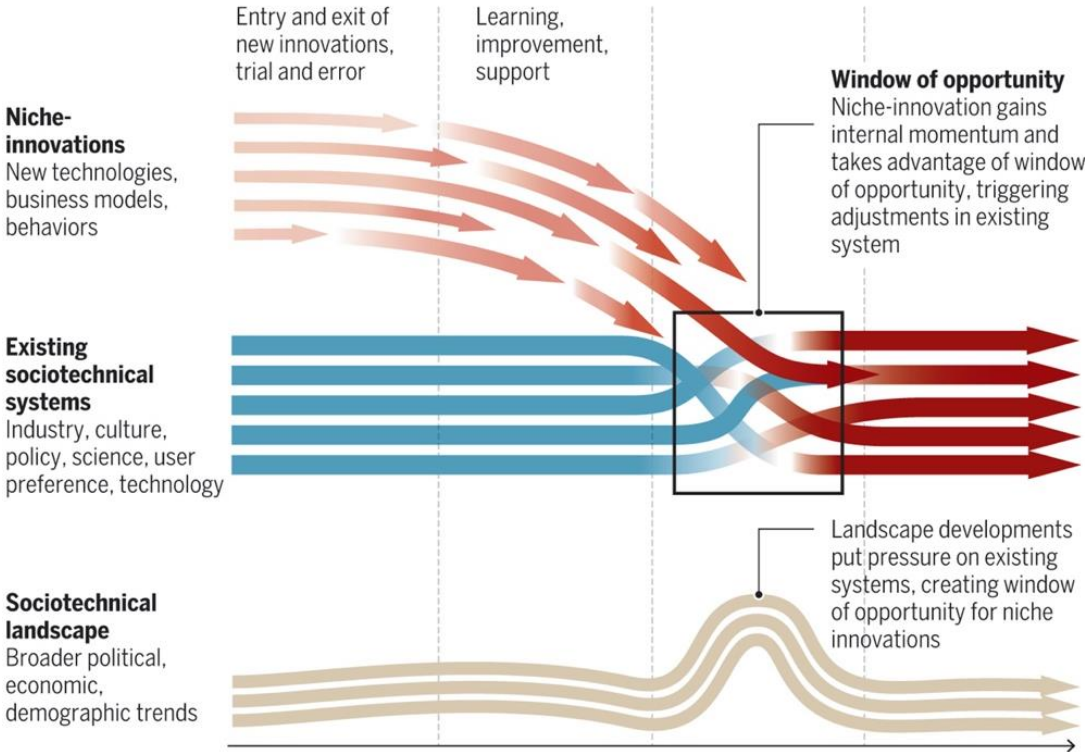 Entry and exit of
new innovations,
trial and error
Learning,
improvement,
support
Window of opportunity
Niche-innovation gains
internal momentum and
takes advantage of window
of opportunity, triggering
adjustments in existing
system
Niche-
innovations
New technologies,
business models,
behaviors
Existing
sociotechnical
systems
Industry, culture,
policy, science, user
preference, technology
Landscape developments
put pressure on existing
systems, creating window
of opportunity for niche
innovations
Sociotechnical
landscape
Broader political,
economic,
demographic trends